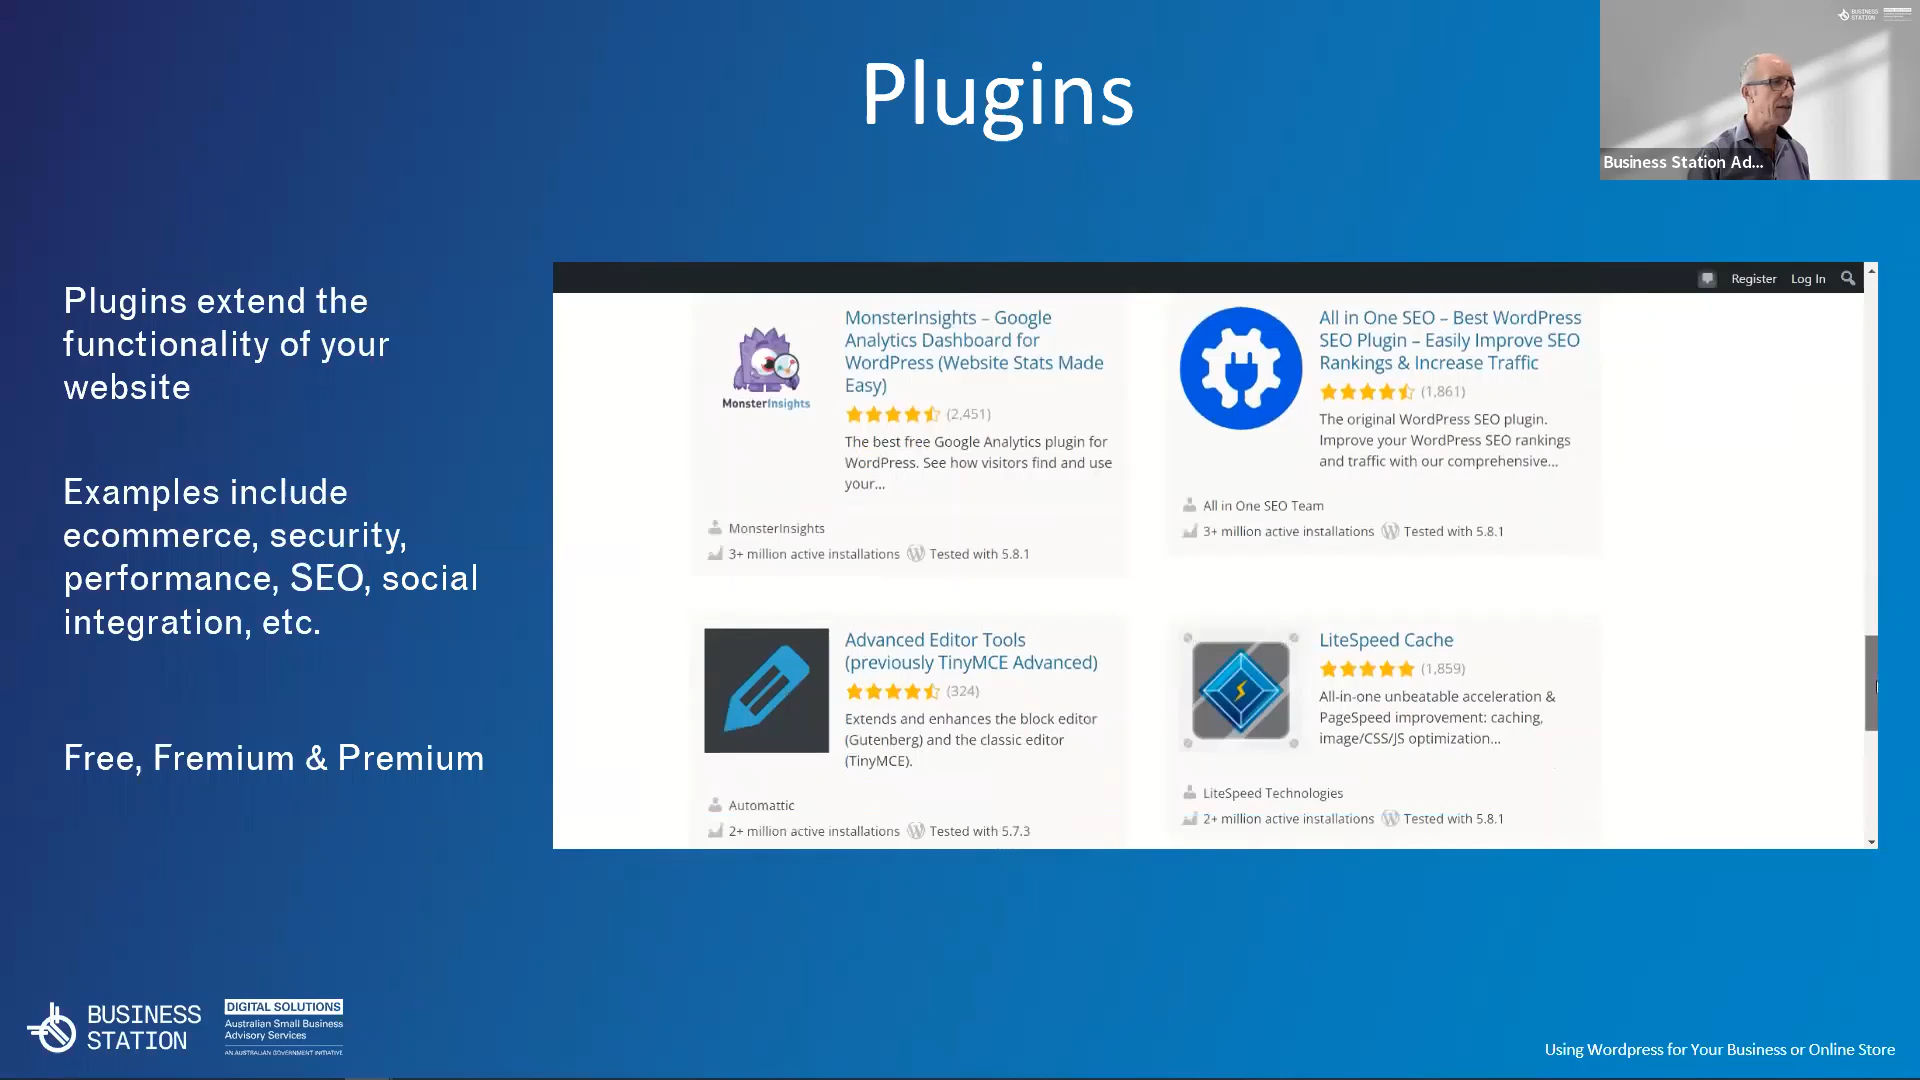 Plugins
BUSINESS
STATION
Business Station Ad...
Plugins extend the
functionality of your
website
Examples include
ecommerce, security,
performance, SEO, social
integration, etc.
Free, Fremium & Premium
Register Log In
MonsterInsights
MonsterInsights – Google
Analytics Dashboard for
WordPress (Website Stats Made
Easy)
(2,451)
The best free Google Analytics plugin for
WordPress. See how visitors find and use
your...
MonsterInsights
3+ million active installations Tested with 5.8.1
All in One SEO – Best WordPress
SEO Plugin – Easily Improve SEO
Rankings & Increase Traffic
(1,861)
The original WordPress SEO plugin.
Improve your WordPress SEO rankings
and traffic with our comprehensive...
All in One SEO Team
3+ million active installations Tested with 5.8.1
Advanced Editor Tools
(previously TinyMCE Advanced)
(324)
Extends and enhances the block editor
(Gutenberg) and the classic editor
(TinyMCE).
Automattic
2+ million active installations Tested with 5.7.3
LiteSpeed Cache
(1,859)
All-in-one unbeatable acceleration &
PageSpeed improvement: caching,
image/CSS/JS optimization...
LiteSpeed Technologies
2+ million active installations Tested with 5.8.1
BUSINESS
STATION
DIGITAL SOLUTIONS
Australian Small Business
Advisory Services
AN AUSTRALIAN GOVERNMENT INITIATIVE
Using Wordpress for Your Business or Online Store